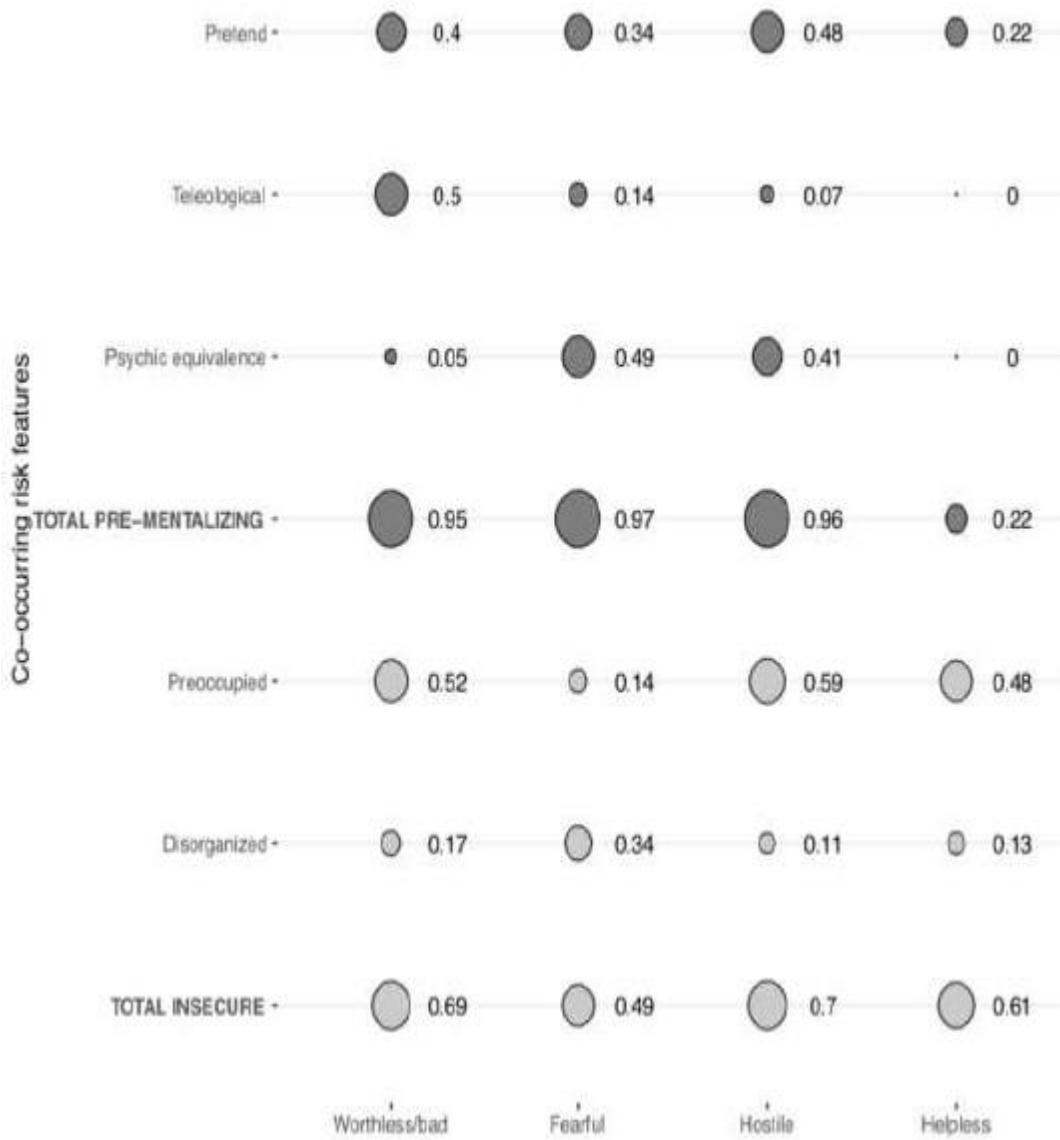 Pretend 0.4 0.34 0.48 0.22
Teleological 0.5 0.14 0.07 0
Psychic equivalence 0.05 0.49 0.41 0
Co-occurring risk features
TOTAL PRE-MENTALIZING 0.95 0.97 0.96 0.22
Preoccupied 0.52 0.14 0.59 0.48
Disorganized 0.17 0.34 0.11 0.13
TOTAL INSECURE 0.69 0.49 0.7 0.61
Worthless/bad Fearful Hostile Helpless